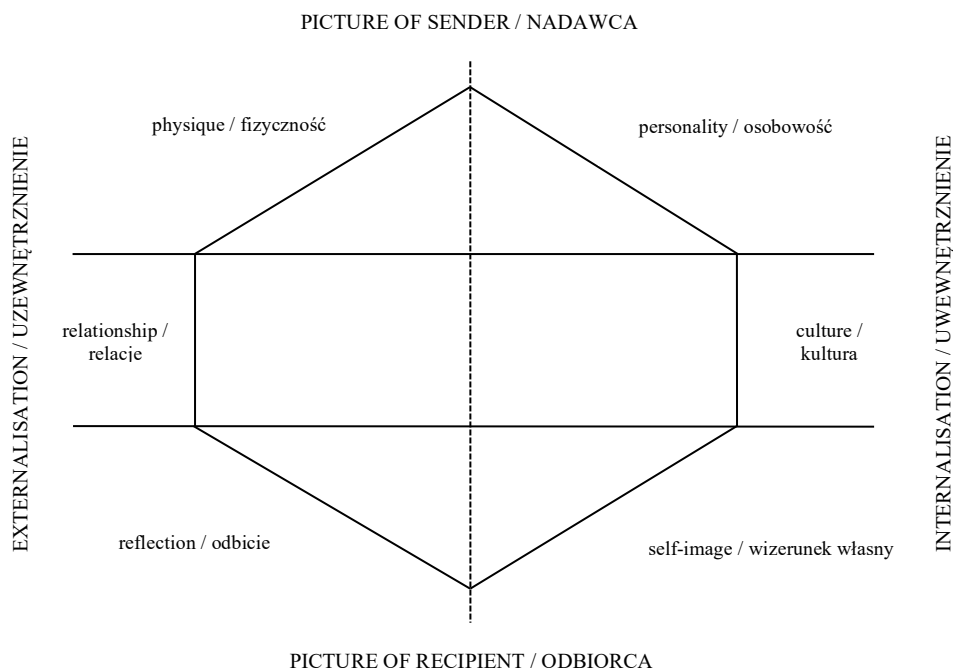 PICTURE OF SENDER / NADAWCA
physique / fizyczność
personality / osobowość
EXTERNALISATION / UZEWNĘTRZNIENIE
INTERNALISATION / UWEWNĘTRZNIENIE
relationship /
relacje
culture /
kultura
reflection / odbicie
self-image / wizerunek własny
PICTURE OF RECIPIENT / ODBIORCA